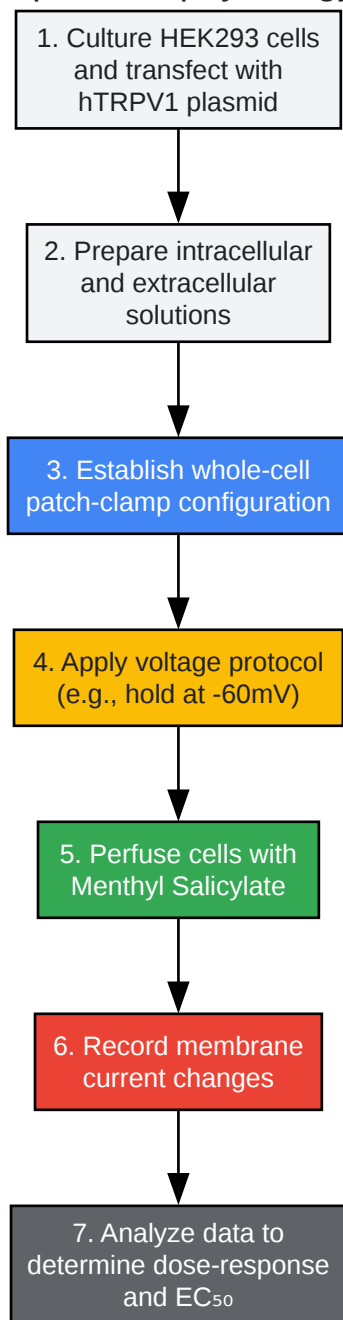 1. Culture HEK293 cells
and transfect with
hTRPV1 plasmid
2. Prepare intracellular
and extracellular
solutions
3. Establish whole-cell
patch-clamp configuration
4. Apply voltage protocol
(e.g., hold at -60mV)
5. Perfuse cells with
Menthyl Salicylate
6. Record membrane
current changes
7. Analyze data to
determine dose-response
and EC₅₀